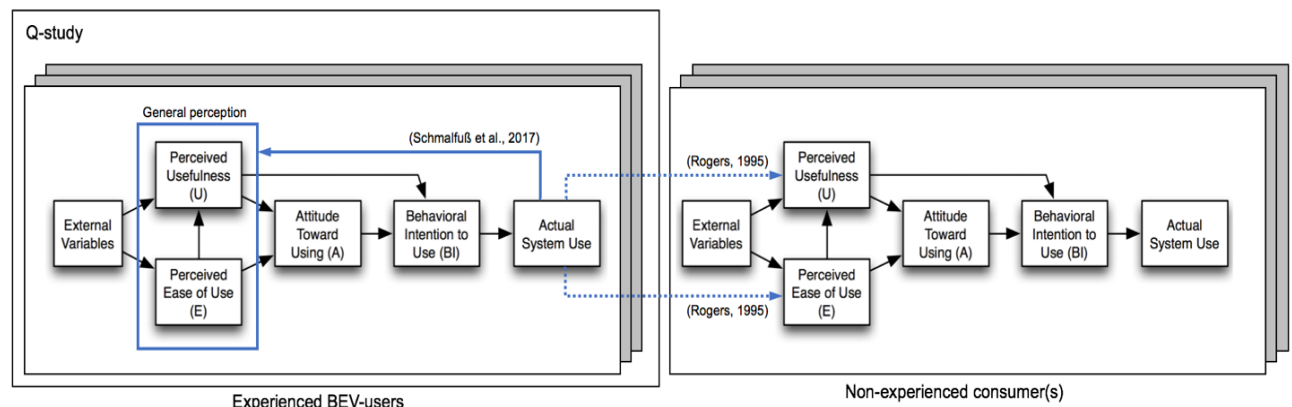 Q-study
General perception
(Schmalfuß et al., 2017)
Perceived
Usefulness
(U)
External
Variables
Attitude
Toward
Using (A)
Behavioral
Intention to
Use (BI)
Actual
System Use
Perceived
Ease of Use
(E)
Experienced BEV-users
(Rogers, 1995)
(Rogers, 1995)
Perceived
Usefulness
(U)
External
Variables
Attitude
Toward
Using (A)
Behavioral
Intention to
Use (BI)
Actual
System Use
Perceived
Ease of Use
(E)
Non-experienced consumer(s)